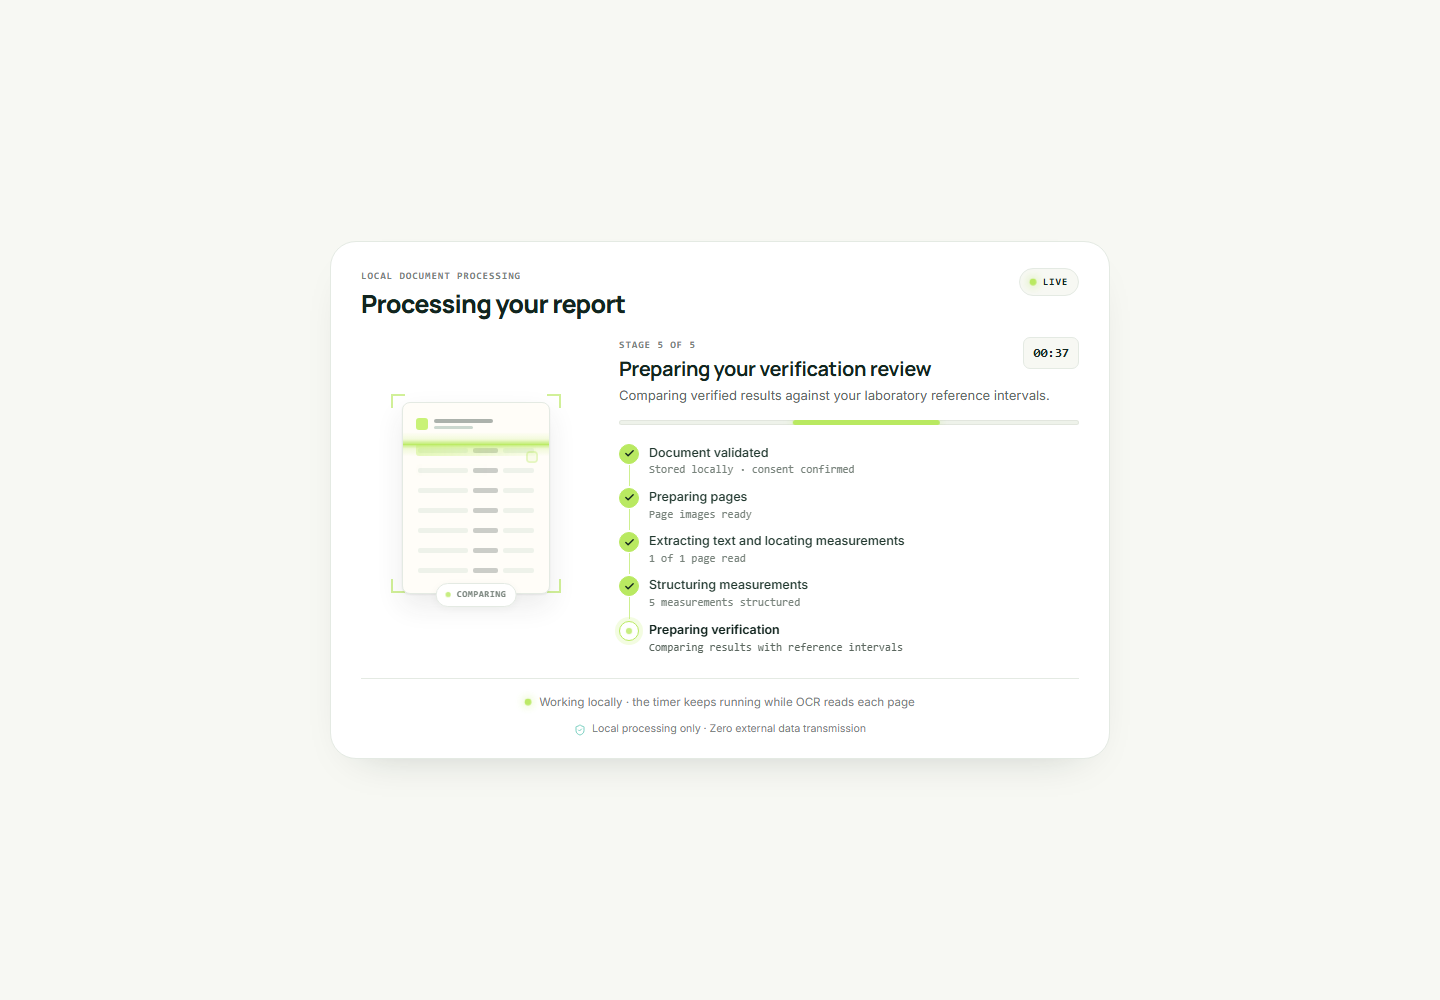 LOCAL DOCUMENT PROCESSING
Processing your report
LIVE
STAGE 5 OF 5
00:37
Preparing your verification review
Comparing verified results against your laboratory reference intervals.
Document validated
Stored locally · consent confirmed
Preparing pages
Page images ready
Extracting text and locating measurements
1 of 1 page read
Structuring measurements
5 measurements structured
Preparing verification
Comparing results with reference intervals
COMPARING
Working locally · the timer keeps running while OCR reads each page
Local processing only · Zero external data transmission